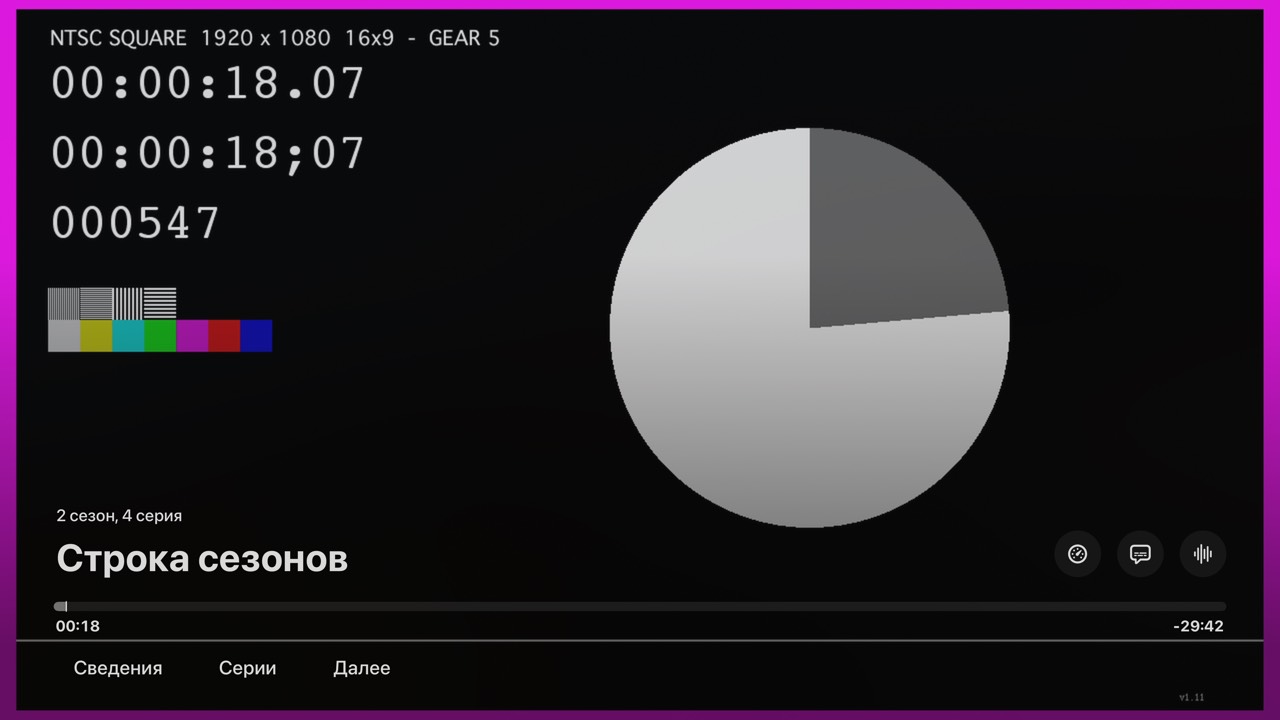 NTSC SQUARE 1920 x 1080 16x9 - GEAR 5
00:00:18.07
00:00:18;07
000547
2 сезон, 4 серия
Строка сезонов
00:18
-29:42
Сведения
Серии
Далее
v1.11